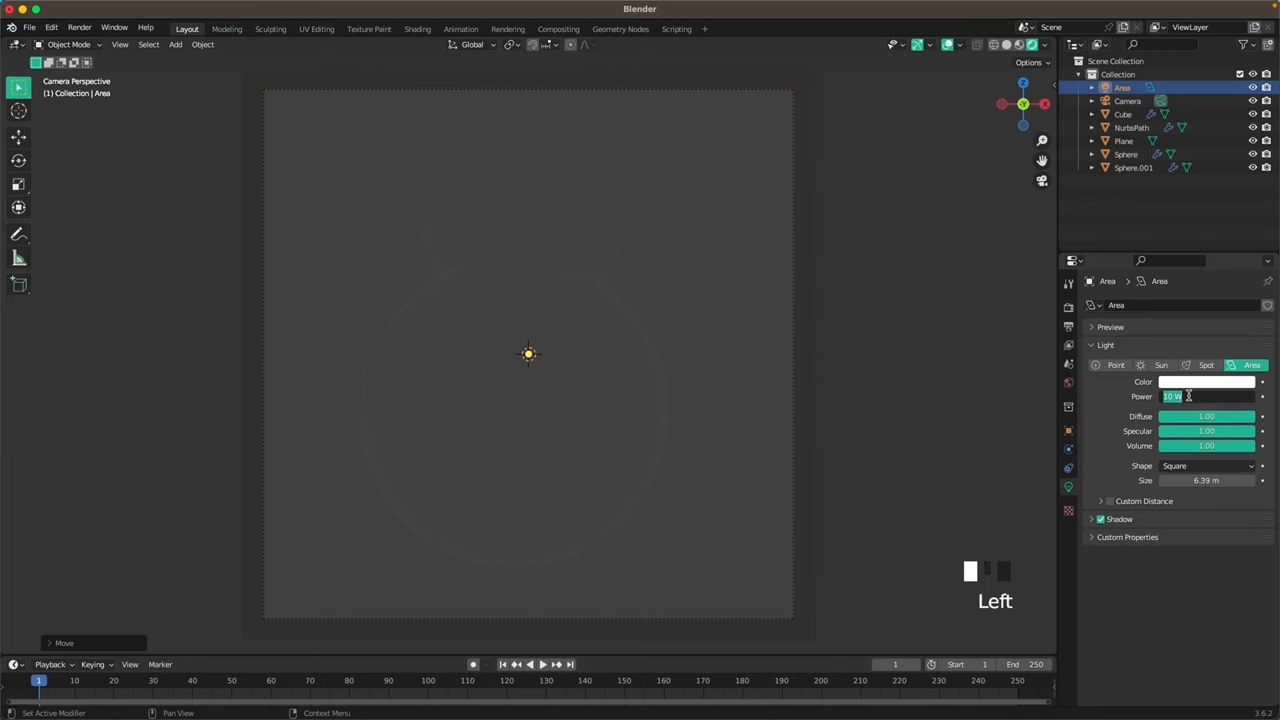 Blender
File Edit Render Window Help
Layout Modeling Sculpting UV Editing Texture Paint Shading Animation Rendering Compositing Geometry Nodes Scripting
Scene ViewLayer
Object Mode View Select Add Object
Global
Options
Camera Perspective
(1) Collection | Area
Z
-Y
X
Scene Collection
Collection
Area
Camera
Cube
NurbsPath
Plane
Sphere
Sphere.001
Area Area
Area
Preview
Light
Point Sun Spot Area
Color
Power 10 W
Diffuse 1.00
Specular 1.00
Volume 1.00
Shape Square
Size 6.39 m
Custom Distance
Shadow
Custom Properties
Left
Move
Playback Keying View Marker
1 Start 1 End 250
1 10 20 30 40 50 60 70 80 90 100 110 120 130 140 150 160 170 180 190 200 210 220 230 240 250
Set Active Modifier Pan View Context Menu 3.6.2